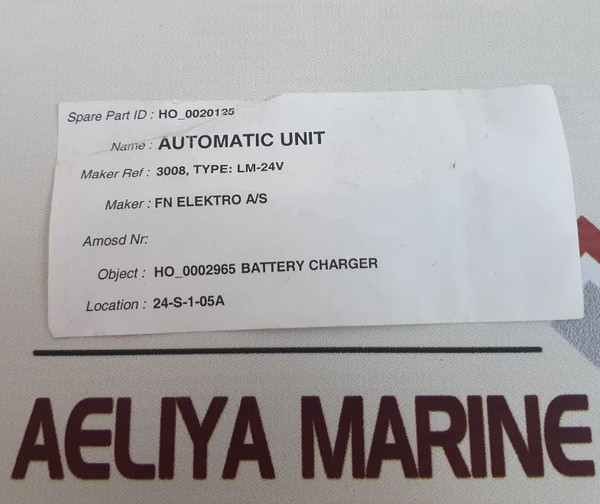 Spare Part ID : HO_0020125
Name : AUTOMATIC UNIT
Maker Ref : 3008, TYPE: LM-24V
Maker : FN ELEKTRO A/S
Amosd Nr:
Object : HO_0002965 BATTERY CHARGER
Location : 24-S-1-05A
AELIYA MARINE